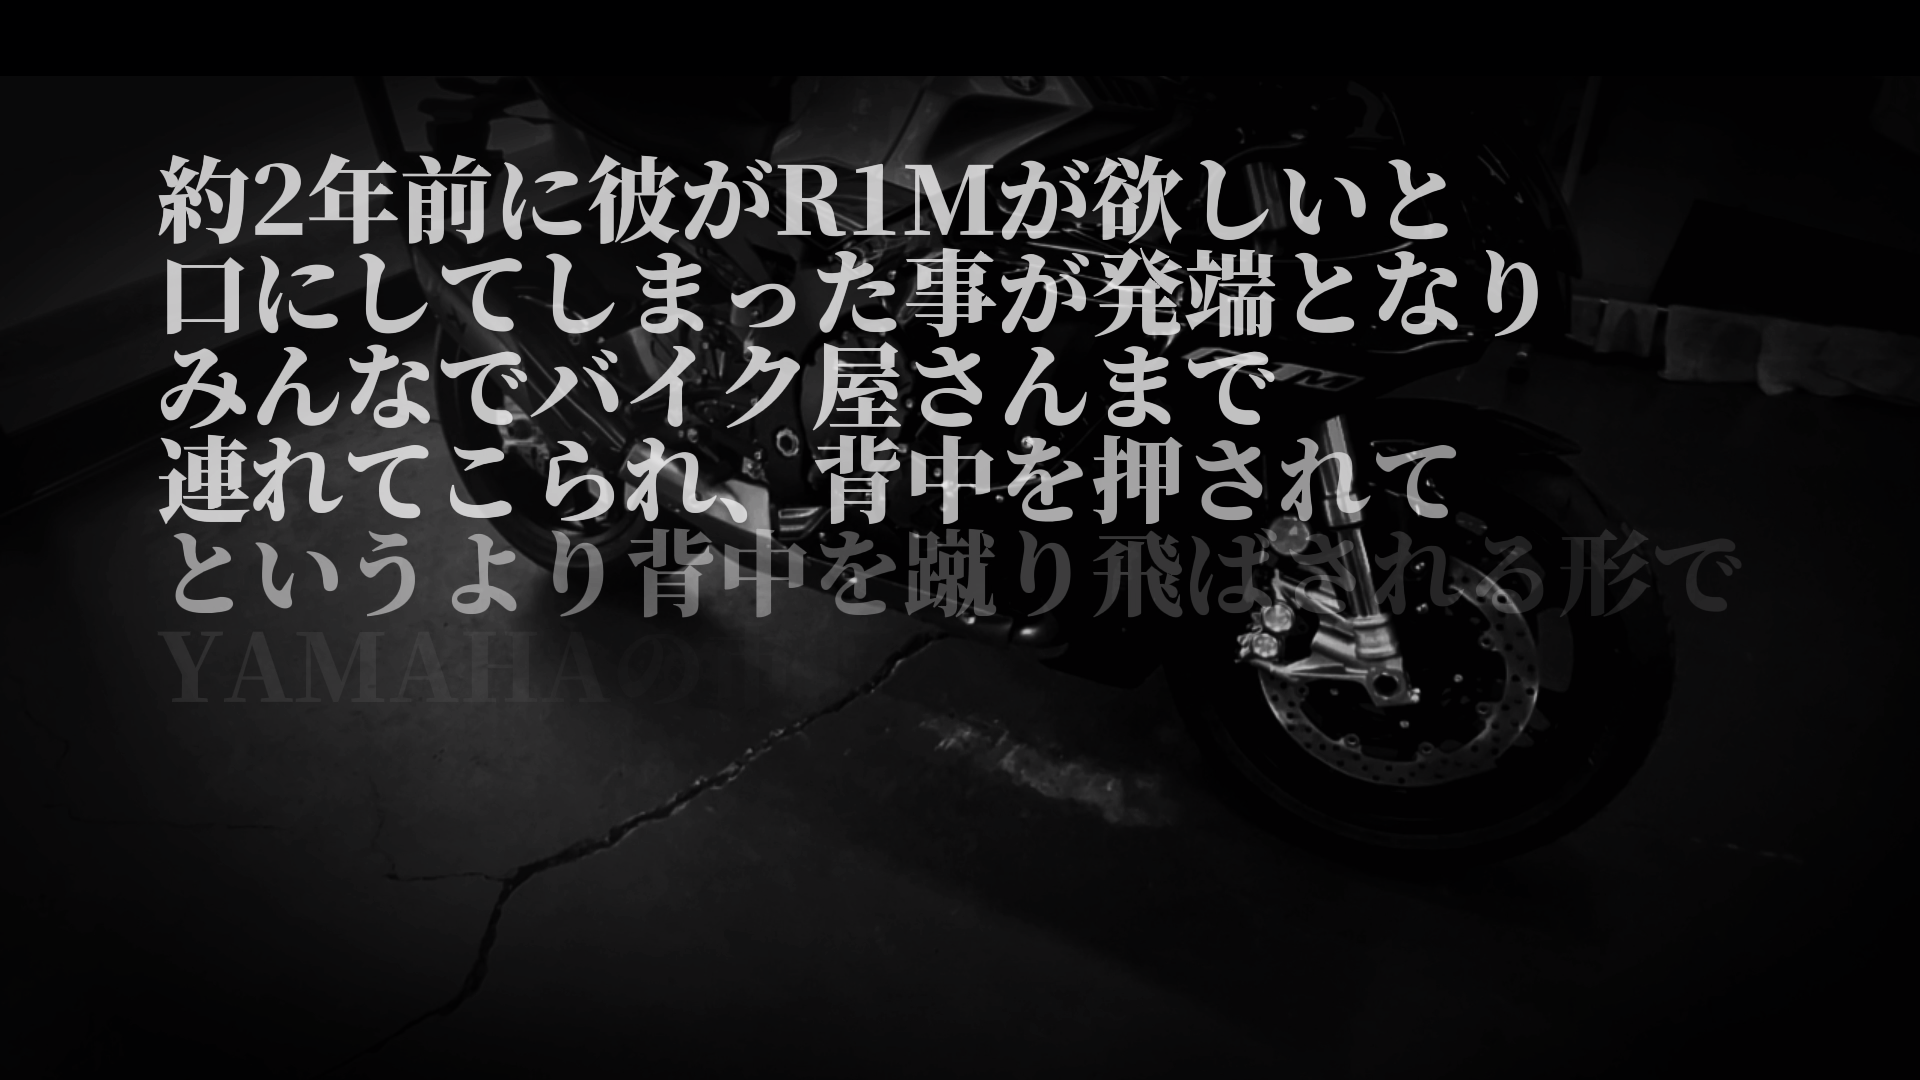 約2年前に彼がR1Mが欲しいと
口にしてしまった事が発端となり
みんなでバイク屋さんまで
連れてこられ、背中を押されて
というより背中を蹴り飛ばされる形で
YAMAHAの